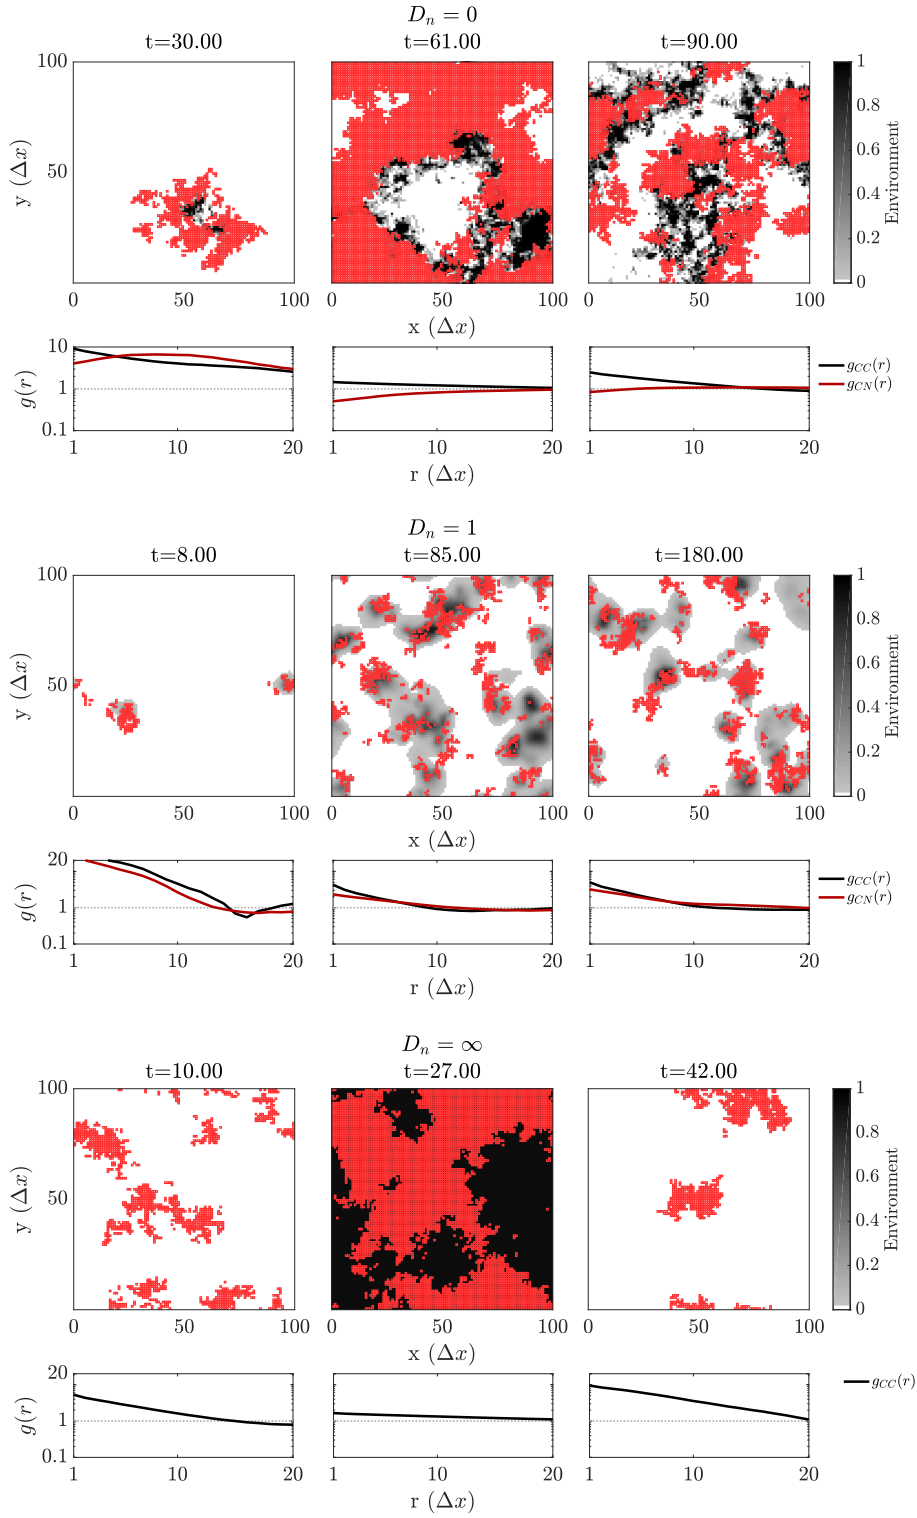 D_n = 0
t=30.00 t=61.00 t=90.00
100
50
y (Δx)
0 50 100 0 50 100 0 50 100
x (Δx)
1
0.8
0.6
0.4
0.2
0
Environment
10
1
0.1
g(r)
1 10 20 1 10 20 1 10 20
r (Δx)
g_CC(r)
g_CN(r)
D_n = 1
t=8.00 t=85.00 t=180.00
100
50
y (Δx)
0 50 100 0 50 100 0 50 100
x (Δx)
1
0.8
0.6
0.4
0.2
0
Environment
20
1
0.1
g(r)
1 10 20 1 10 20 1 10 20
r (Δx)
g_CC(r)
g_CN(r)
D_n = ∞
t=10.00 t=27.00 t=42.00
100
50
y (Δx)
0 50 100 0 50 100 0 50 100
x (Δx)
1
0.8
0.6
0.4
0.2
0
Environment
20
1
0.1
g(r)
1 10 20 1 10 20 1 10 20
r (Δx)
g_CC(r)